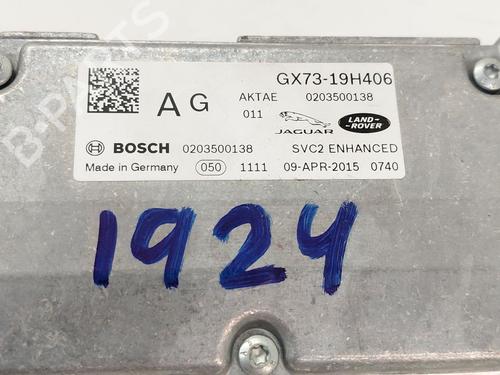 GX73-19H406
A G AKTAE 0203500138
011 JAGUAR LAND-ROVER
BOSCH 0203500138 SVC2 ENHANCED
Made in Germany 050 1111 09-APR-2015 0740
1924
B-PARTS